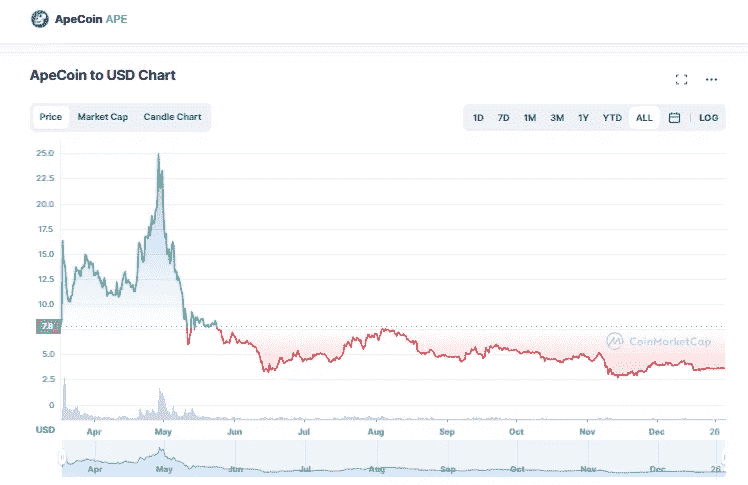 ApeCoin APE
ApeCoin to USD Chart
Price Market Cap Candle Chart
1D 7D 1M 3M 1Y YTD ALL LOG
25.0
22.5
20.0
17.5
15.0
12.5
10.0
7.8
5.0
2.5
0
CoinMarketCap
USD Apr May Jun Jul Aug Sep Oct Nov Dec 26
Apr May Jun Jul Aug Sep Oct Nov Dec 26